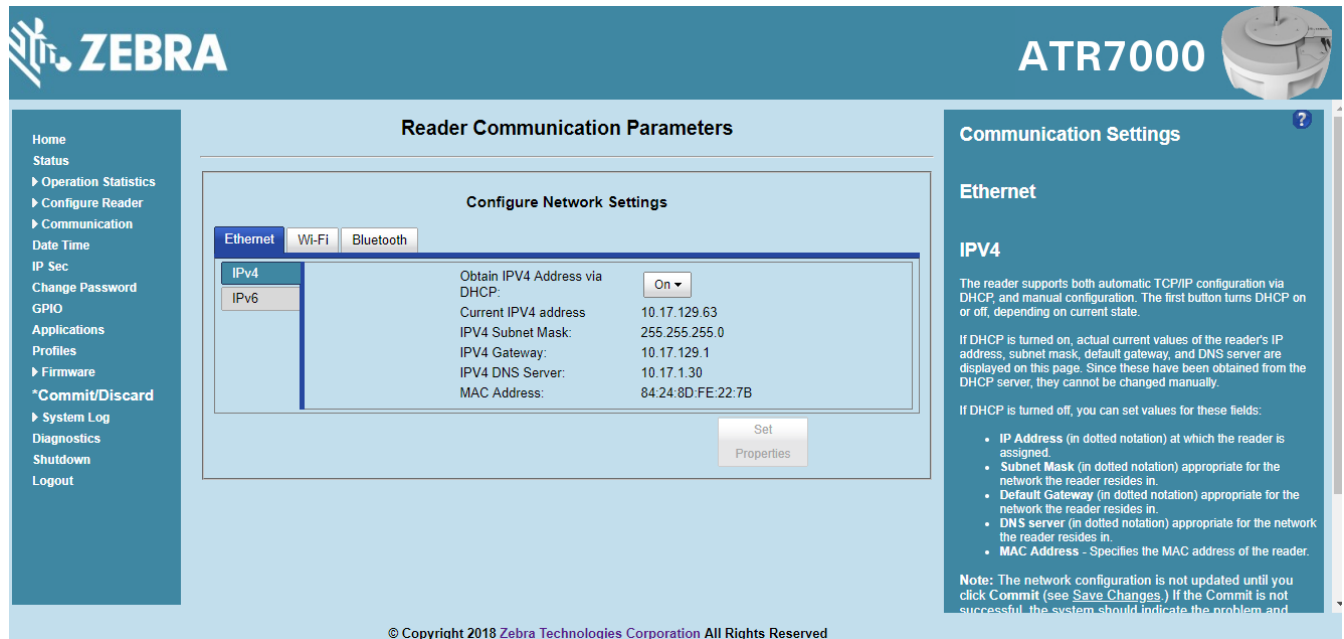 ZEBRA
ATR7000
Home
Status
Operation Statistics
Configure Reader
Communication
Date Time
IP Sec
Change Password
GPIO
Applications
Profiles
Firmware
*Commit/Discard
System Log
Diagnostics
Shutdown
Logout
Reader Communication Parameters
Configure Network Settings
Ethernet Wi-Fi Bluetooth
IPv4
IPv6
Obtain IPV4 Address via
DHCP: On
Current IPV4 address 10.17.129.63
IPV4 Subnet Mask: 255.255.255.0
IPV4 Gateway: 10.17.129.1
IPV4 DNS Server: 10.17.1.30
MAC Address: 84:24:8D:FE:22:7B
Set
Properties
?
Communication Settings
Ethernet
IPV4
The reader supports both automatic TCP/IP configuration via
DHCP, and manual configuration. The first button turns DHCP on
or off, depending on current state.
If DHCP is turned on, actual current values of the reader's IP
address, subnet mask, default gateway, and DNS server are
displayed on this page. Since these have been obtained from the
DHCP server, they cannot be changed manually.
If DHCP is turned off, you can set values for these fields:
• IP Address (in dotted notation) at which the reader is
assigned.
• Subnet Mask (in dotted notation) appropriate for the
network the reader resides in.
• Default Gateway (in dotted notation) appropriate for the
network the reader resides in.
• DNS server (in dotted notation) appropriate for the network
the reader resides in.
• MAC Address - Specifies the MAC address of the reader.
Note: The network configuration is not updated until you
click Commit (see Save Changes.) If the Commit is not
successful, the system should indicate the problem and
© Copyright 2018 Zebra Technologies Corporation All Rights Reserved